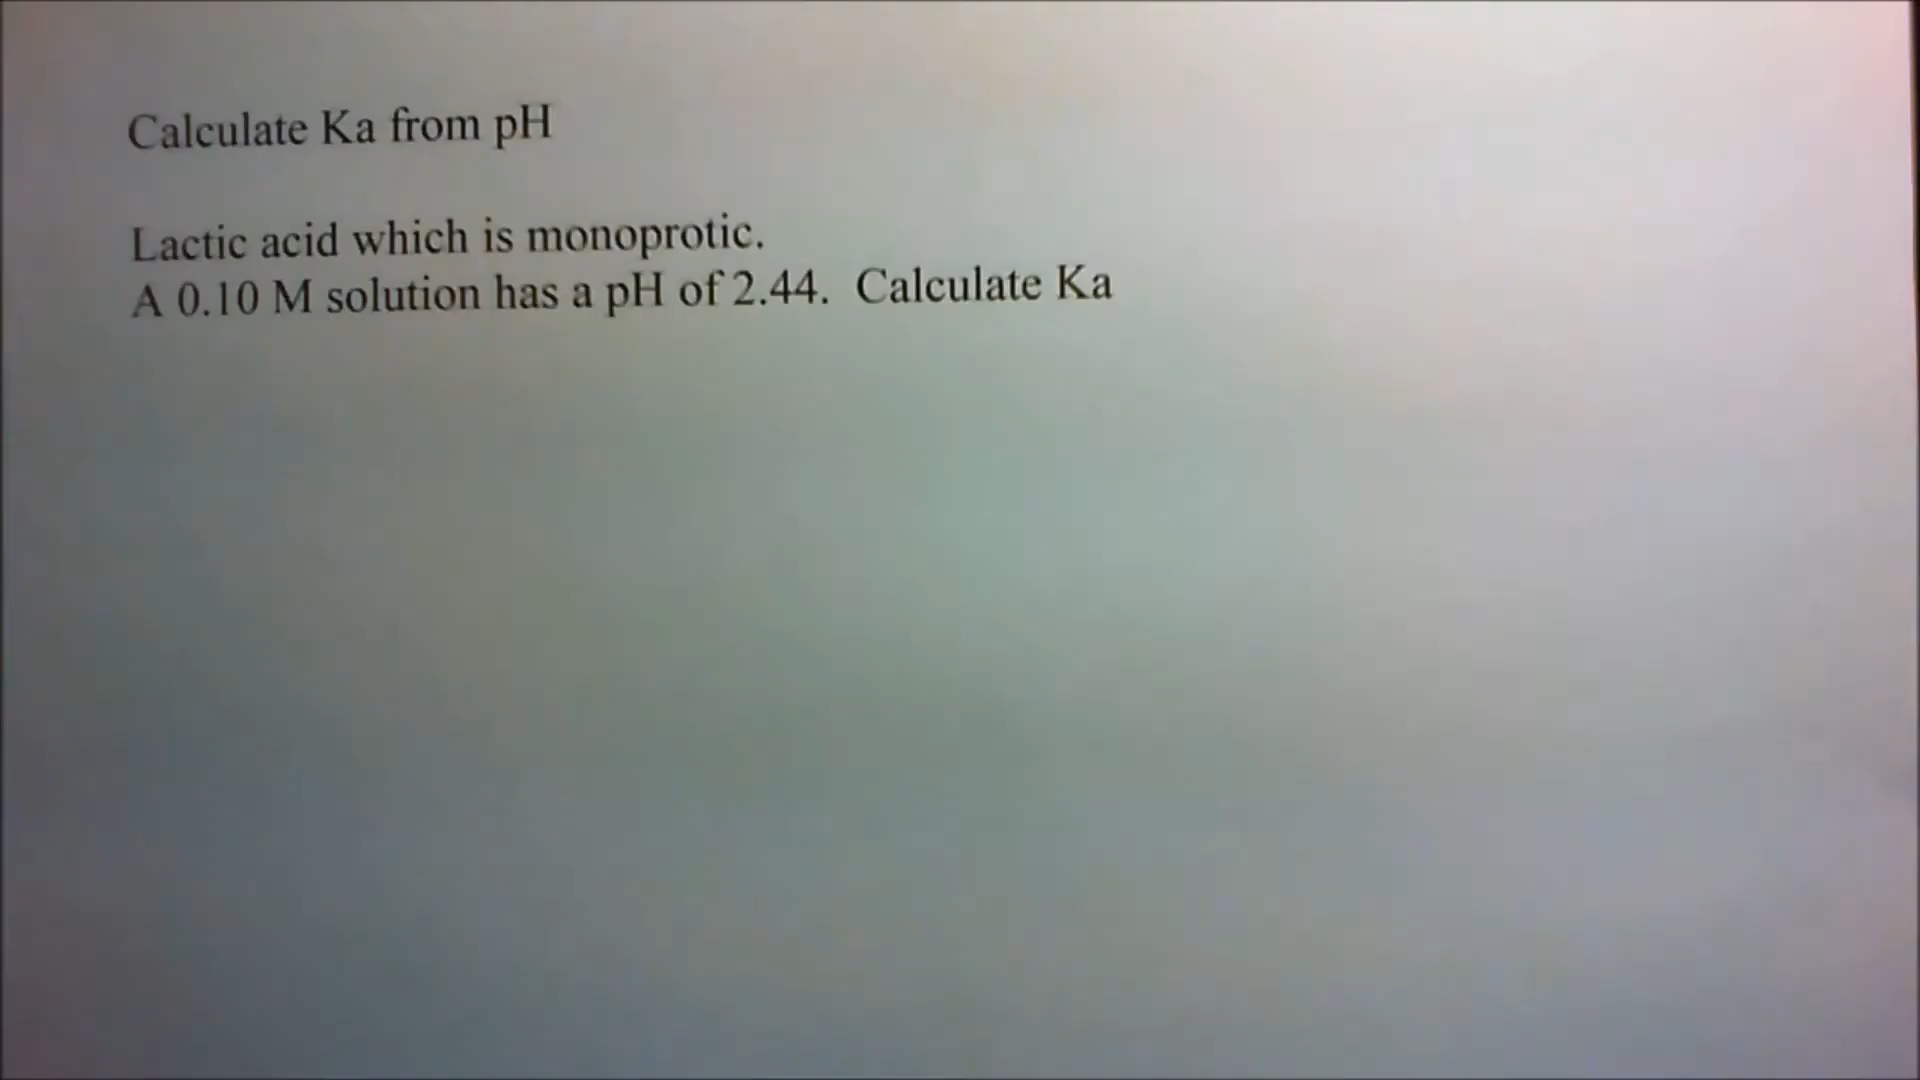 Calculate Ka from pH
Lactic acid which is monoprotic.
A 0.10 M solution has a pH of 2.44. Calculate Ka